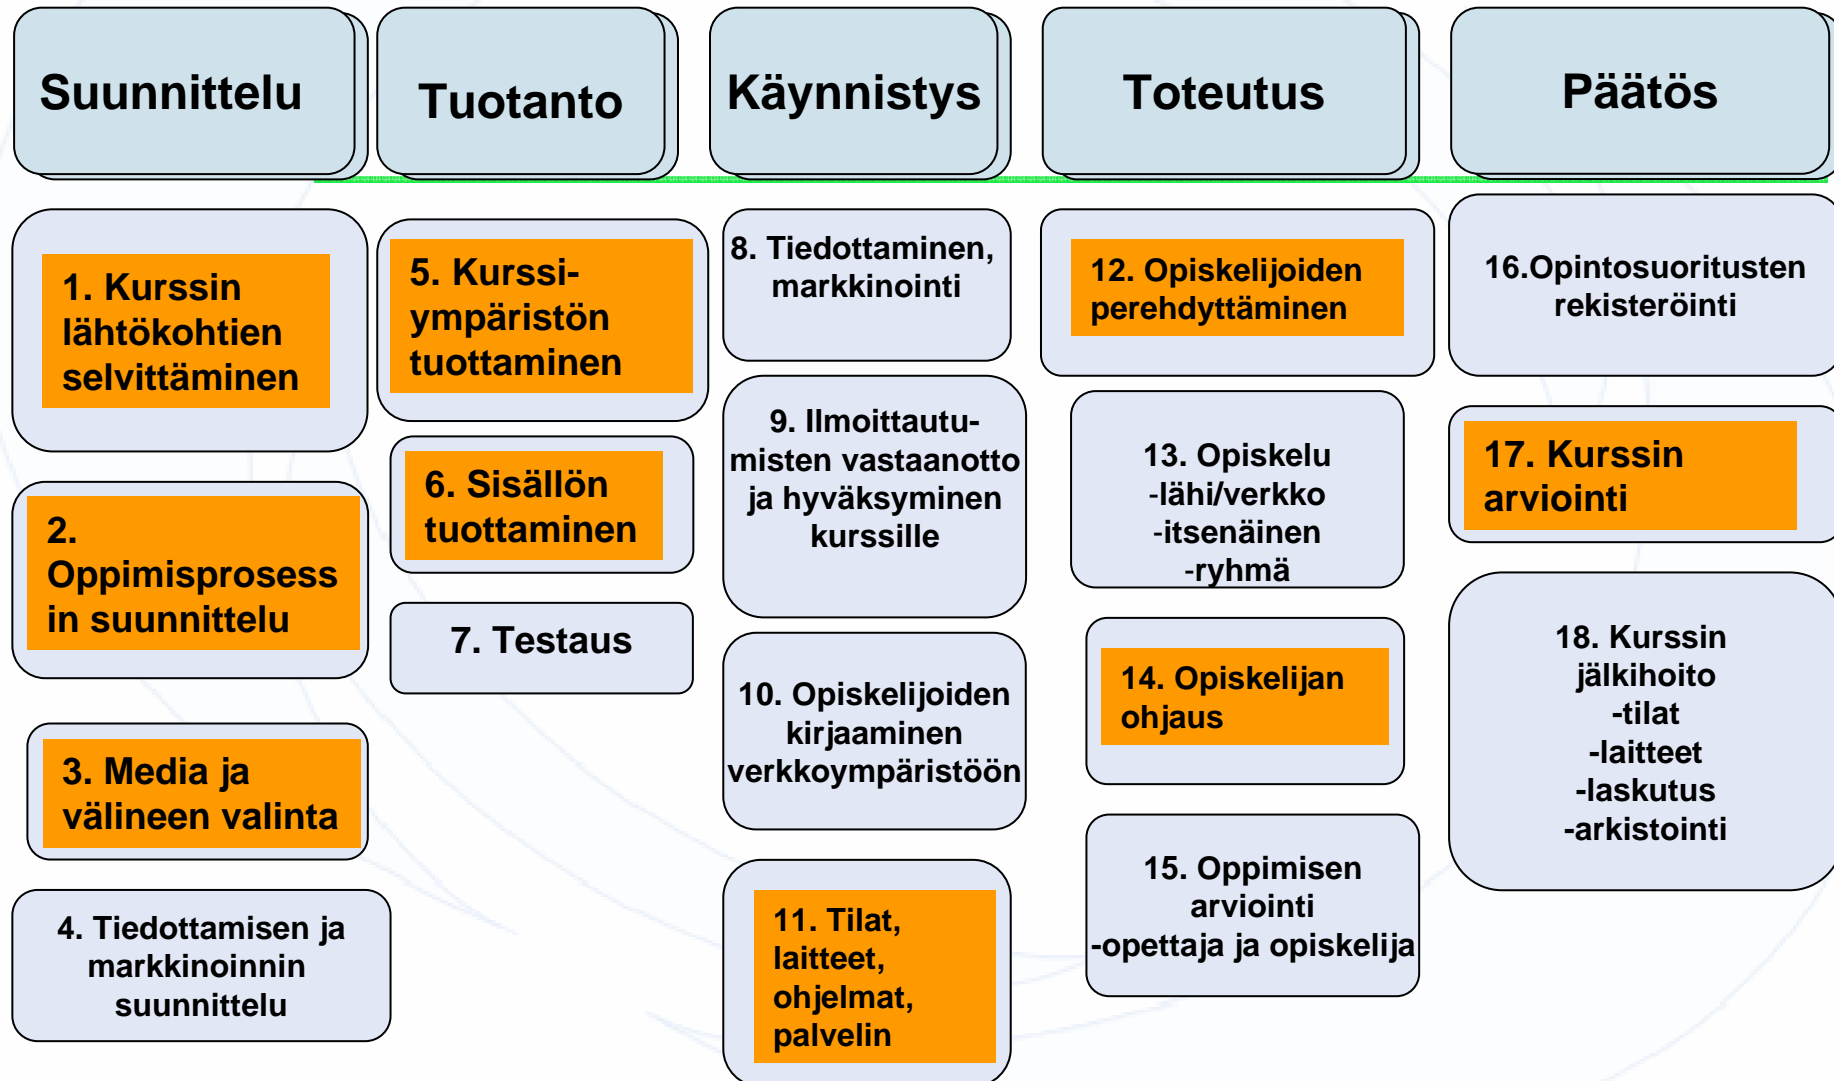 Suunnittelu
Tuotanto
Käynnistys
Toteutus
Päätös
1. Kurssin
lähtökohtien
selvittäminen
2.
Oppimisprosess
in suunnittelu
3. Media ja
välineen valinta
4. Tiedottamisen ja
markkinoinnin
suunnittelu
5. Kurssi-
ympäristön
tuottaminen
6. Sisällön
tuottaminen
7. Testaus
8. Tiedottaminen,
markkinointi
9. Ilmoittautu-
misten vastaanotto
ja hyväksyminen
kurssille
10. Opiskelijoiden
kirjaaminen
verkkoympäristöön
11. Tilat,
laitteet,
ohjelmat,
palvelin
12. Opiskelijoiden
perehdyttäminen
13. Opiskelu
-lähi/verkko
-itsenäinen
-ryhmä
14. Opiskelijan
ohjaus
15. Oppimisen
arviointi
-opettaja ja opiskelija
16.Opintosuoritusten
rekisteröinti
17. Kurssin
arviointi
18. Kurssin
jälkihoito
-tilat
-laitteet
-laskutus
-arkistointi